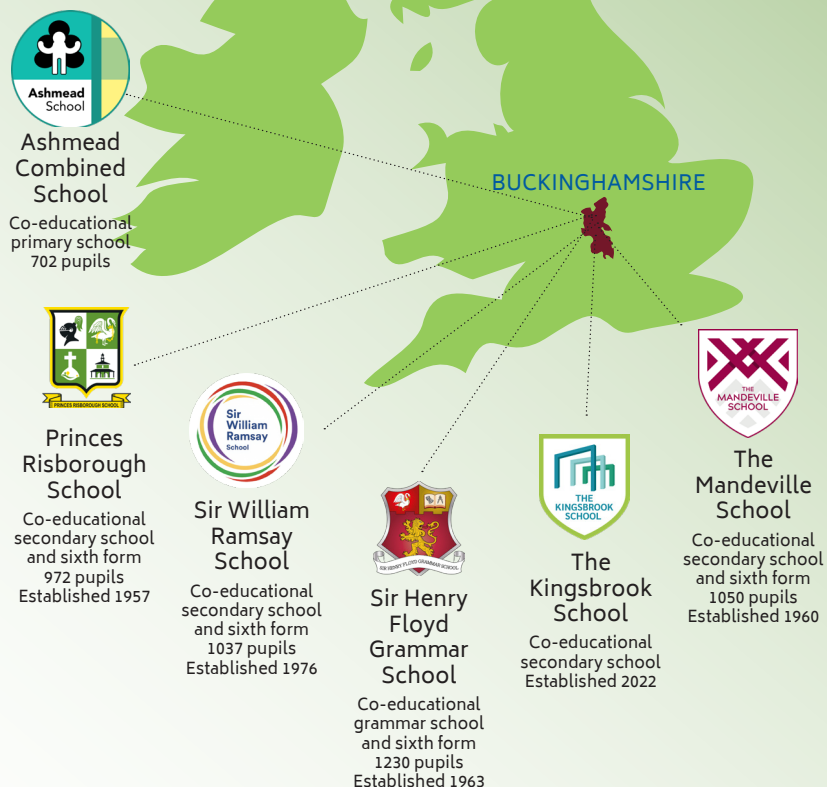 Ashmead
School
Ashmead
Combined
School
Co-educational
primary school
702 pupils
BUCKINGHAMSHIRE
PRINCES RISBOROUGH SCHOOL
Princes
Risborough
School
Co-educational
secondary school
and sixth form
972 pupils
Established 1957
Sir
William
Ramsay
School
Sir William
Ramsay
School
Co-educational
secondary school
and sixth form
1037 pupils
Established 1976
SIR HENRY FLOYD GRAMMAR SCHOOL
Sir Henry
Floyd
Grammar
School
Co-educational
grammar school
and sixth form
1230 pupils
Established 1963
THE
KINGSBROOK
SCHOOL
The
Kingsbrook
School
Co-educational
secondary school
Established 2022
THE
MANDEVILLE
SCHOOL
The
Mandeville
School
Co-educational
secondary school
and sixth form
1050 pupils
Established 1960